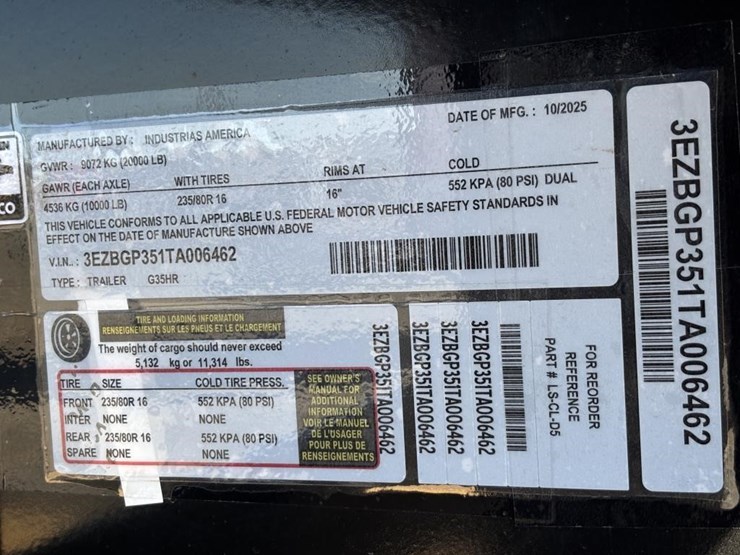 MANUFACTURED BY: INDUSTRIAS AMERICA
DATE OF MFG.: 10/2025
GVWR: 9072 KG (20000 LB)
GAWR (EACH AXLE) WITH TIRES RIMS AT COLD
4536 KG (10000 LB) 235/80R 16 16" 552 KPA (80 PSI) DUAL
THIS VEHICLE CONFORMS TO ALL APPLICABLE U.S. FEDERAL MOTOR VEHICLE SAFETY STANDARDS IN
EFFECT ON THE DATE OF MANUFACTURE SHOWN ABOVE
V.I.N.: 3EZBGP351TA006462
TYPE: TRAILER G35HR
TIRE AND LOADING INFORMATION
RENSEIGNEMENTS SUR LES PNEUS ET LE CHARGEMENT
The weight of cargo should never exceed
5,132 kg or 11,314 lbs.
TIRE SIZE COLD TIRE PRESS.
FRONT 235/80R 16 552 KPA (80 PSI)
INTER NONE NONE
REAR 235/80R 16 552 KPA (80 PSI)
SPARE NONE NONE
SEE OWNER'S
MANUAL FOR
ADDITIONAL
INFORMATION
VOIR LE MANUEL
DE L'USAGER
POUR PLUS DE
RENSEIGNEMENTS
3EZBGP351TA006462
3EZBGP351TA006462
3EZBGP351TA006462
3EZBGP351TA006462
FOR REORDER
REFERENCE
PART # LS-CL-D5
3EZBGP351TA006462
CO